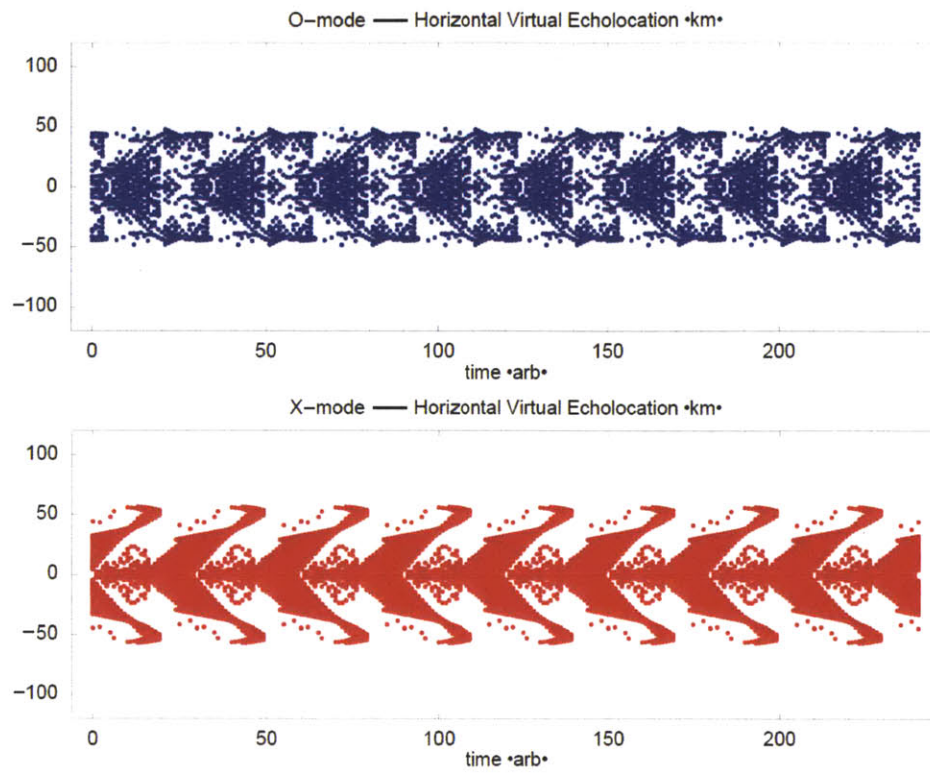 O–mode — Horizontal Virtual Echolocation •km•
100
50
0
−50
−100
0 50 100 150 200
time •arb•
X–mode — Horizontal Virtual Echolocation •km•
100
50
0
−50
−100
0 50 100 150 200
time •arb•